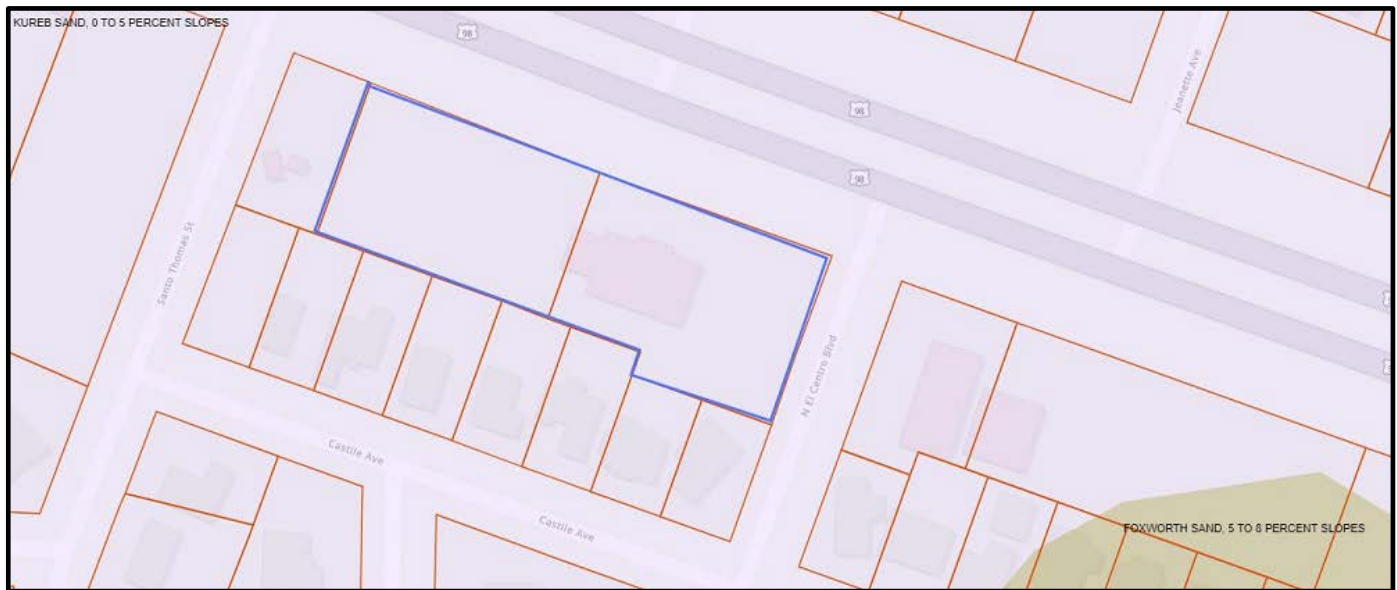 KUREB SAND, 0 TO 5 PERCENT SLOPES
98
Jeanette Ave
98
98
Santo Thomas St
N El Centro Blvd
Castile Ave
Castile Ave
FOXWORTH SAND, 5 TO 8 PERCENT SLOPES